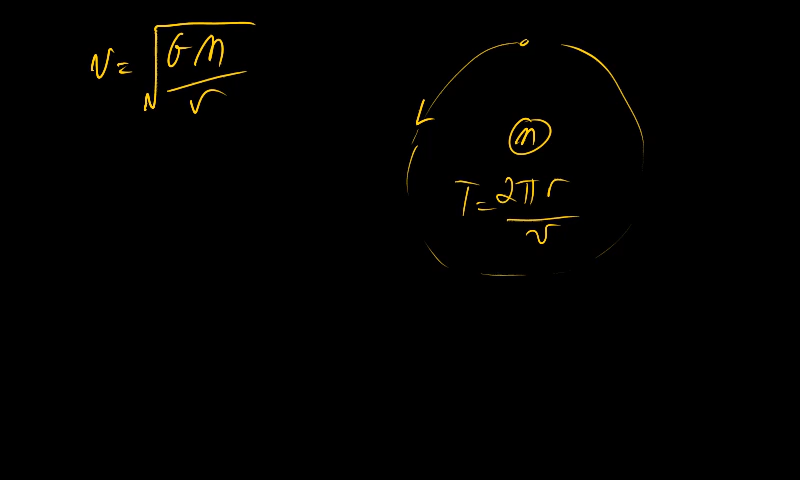 v = √(GM/r)
M
T = 2πr/v